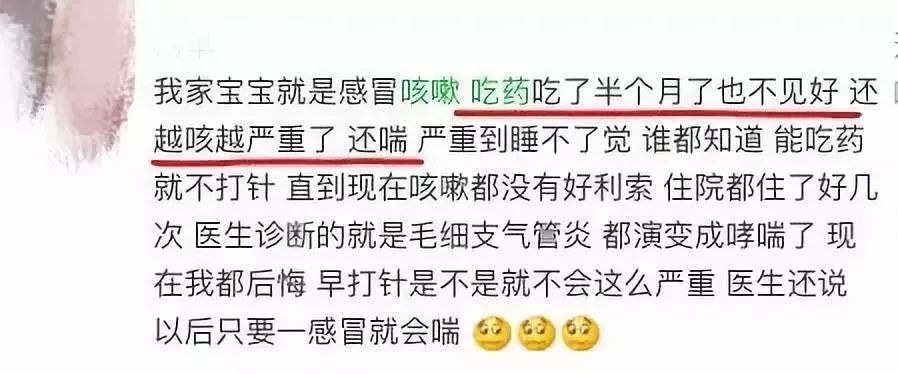 我家宝宝就是感冒咳嗽 吃药吃了半个月了也不见好 还
越咳越严重了 还喘 严重到睡不了觉 谁都知道 能吃药
就不打针 直到现在咳嗽都没有好利索 住院都住了好几
次 医生诊断的就是毛细支气管炎 都演变成哮喘了 现
在我都后悔 早打针是不是就不会这么严重 医生还说
以后只要一感冒就会喘